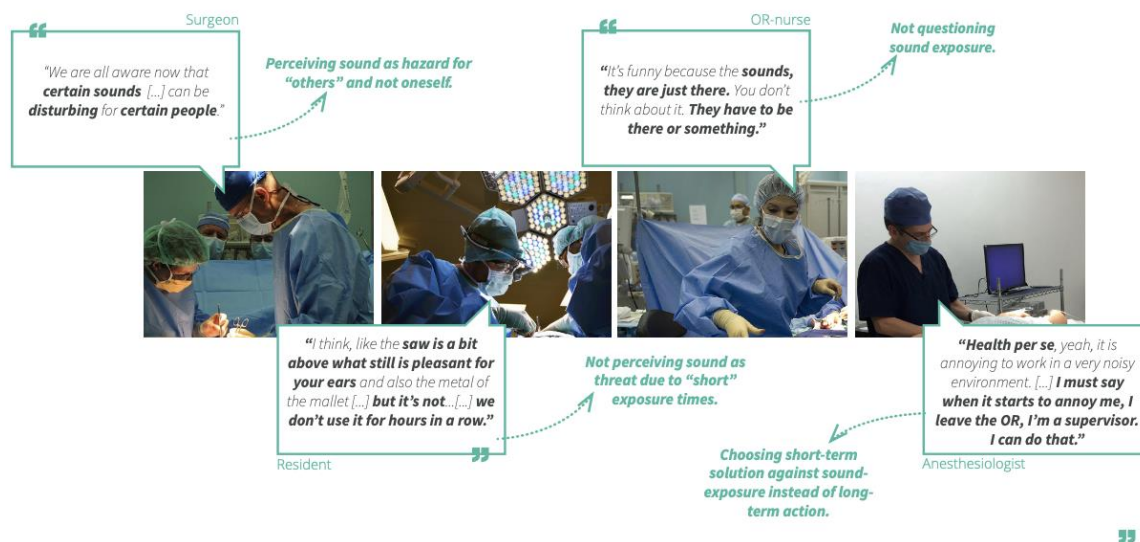 Surgeon
“
“We are all aware now that
certain sounds [...] can be
disturbing for certain people.”
Perceiving sound as hazard for
“others” and not oneself.
OR-nurse
“
“It’s funny because the sounds,
they are just there. You don’t
think about it. They have to be
there or something.”
Not questioning
sound exposure.
“I think, like the saw is a bit
above what still is pleasant for
your ears and also the metal of
the mallet [...] but it’s not...[...] we
don’t use it for hours in a row.”
”
Resident
Not perceiving sound as
threat due to “short”
exposure times.
Choosing short-term
solution against sound-
exposure instead of long-
term action.
“Health per se, yeah, it is
annoying to work in a very noisy
environment. [...] I must say
when it starts to annoy me, I
leave the OR, I’m a supervisor.
I can do that.”
Anesthesiologist
”